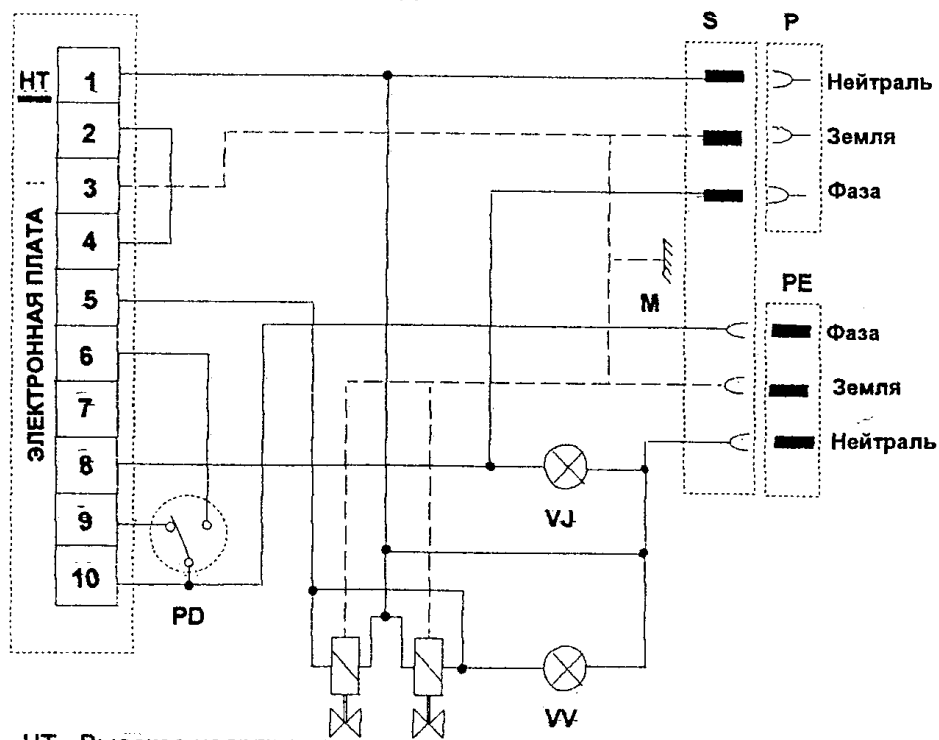 S P
HT
1
Нейтраль
2
Земля
3
Фаза
4
ЭЛЕКТРОННАЯ ПЛАТА
5
M
PE
6
Фаза
7
Земля
8
Нейтраль
VJ
9
10
PD
VV
HT